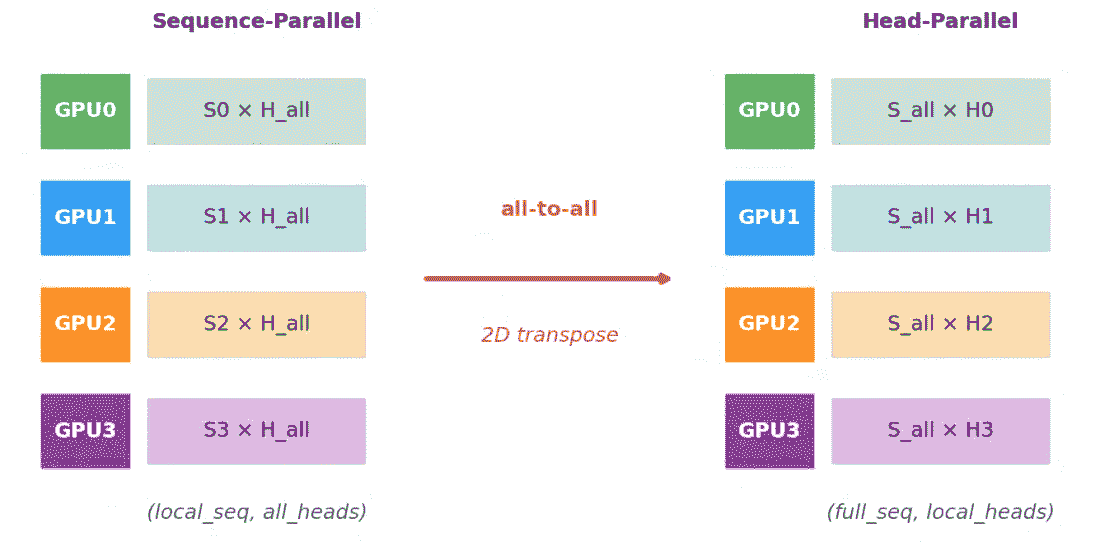 Sequence-Parallel
Head-Parallel
GPU0
S0 × H_all
GPU0
S_all × H0
GPU1
S1 × H_all
all-to-all
GPU1
S_all × H1
GPU2
S2 × H_all
2D transpose
GPU2
S_all × H2
GPU3
S3 × H_all
GPU3
S_all × H3
(local_seq, all_heads)
(full_seq, local_heads)